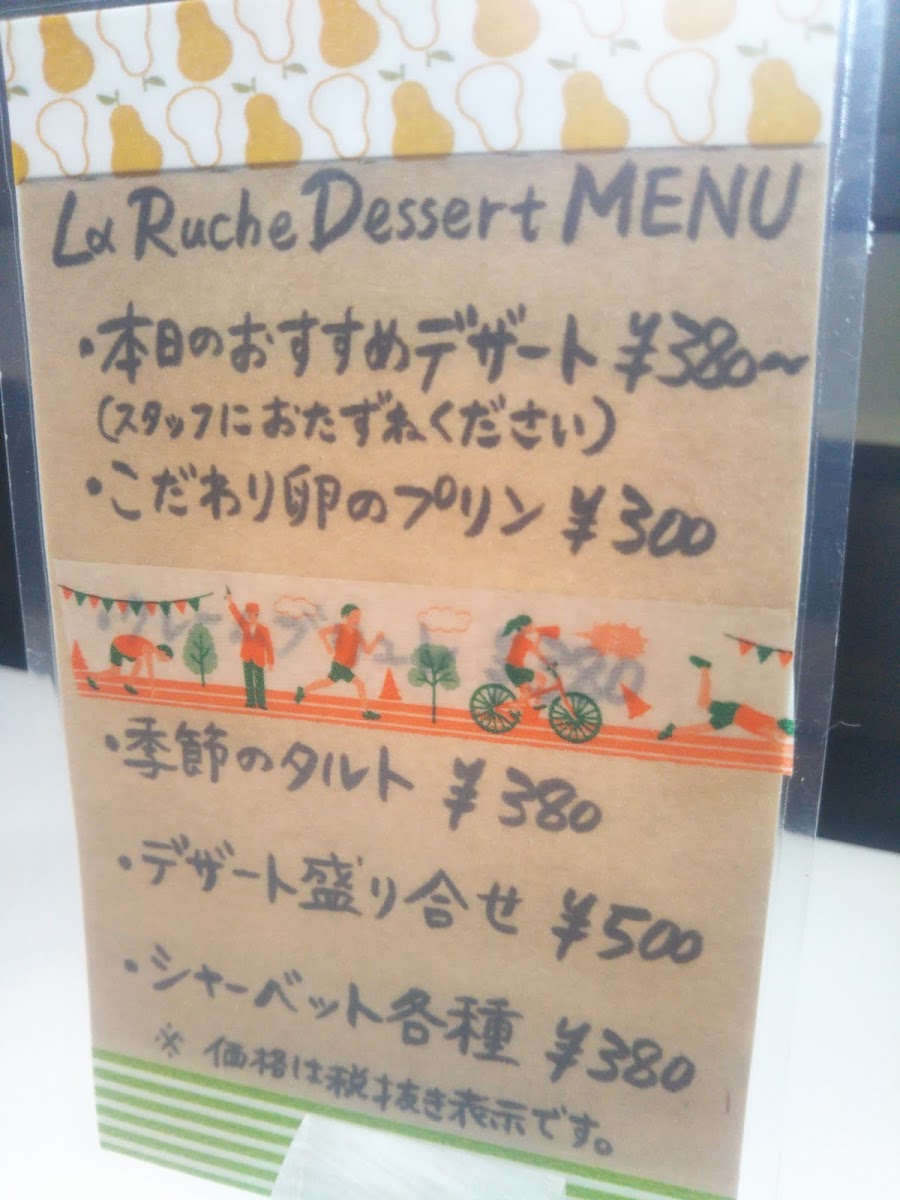 La Ruche Dessert MENU
・本日のおすすめデザート ¥380〜
(スタッフにおたずねください)
・こだわり卵のプリン ¥300
・季節のタルト ¥380
・デザート盛り合せ ¥500
・シャーベット各種 ¥380
※ 価格は税抜き表示です。